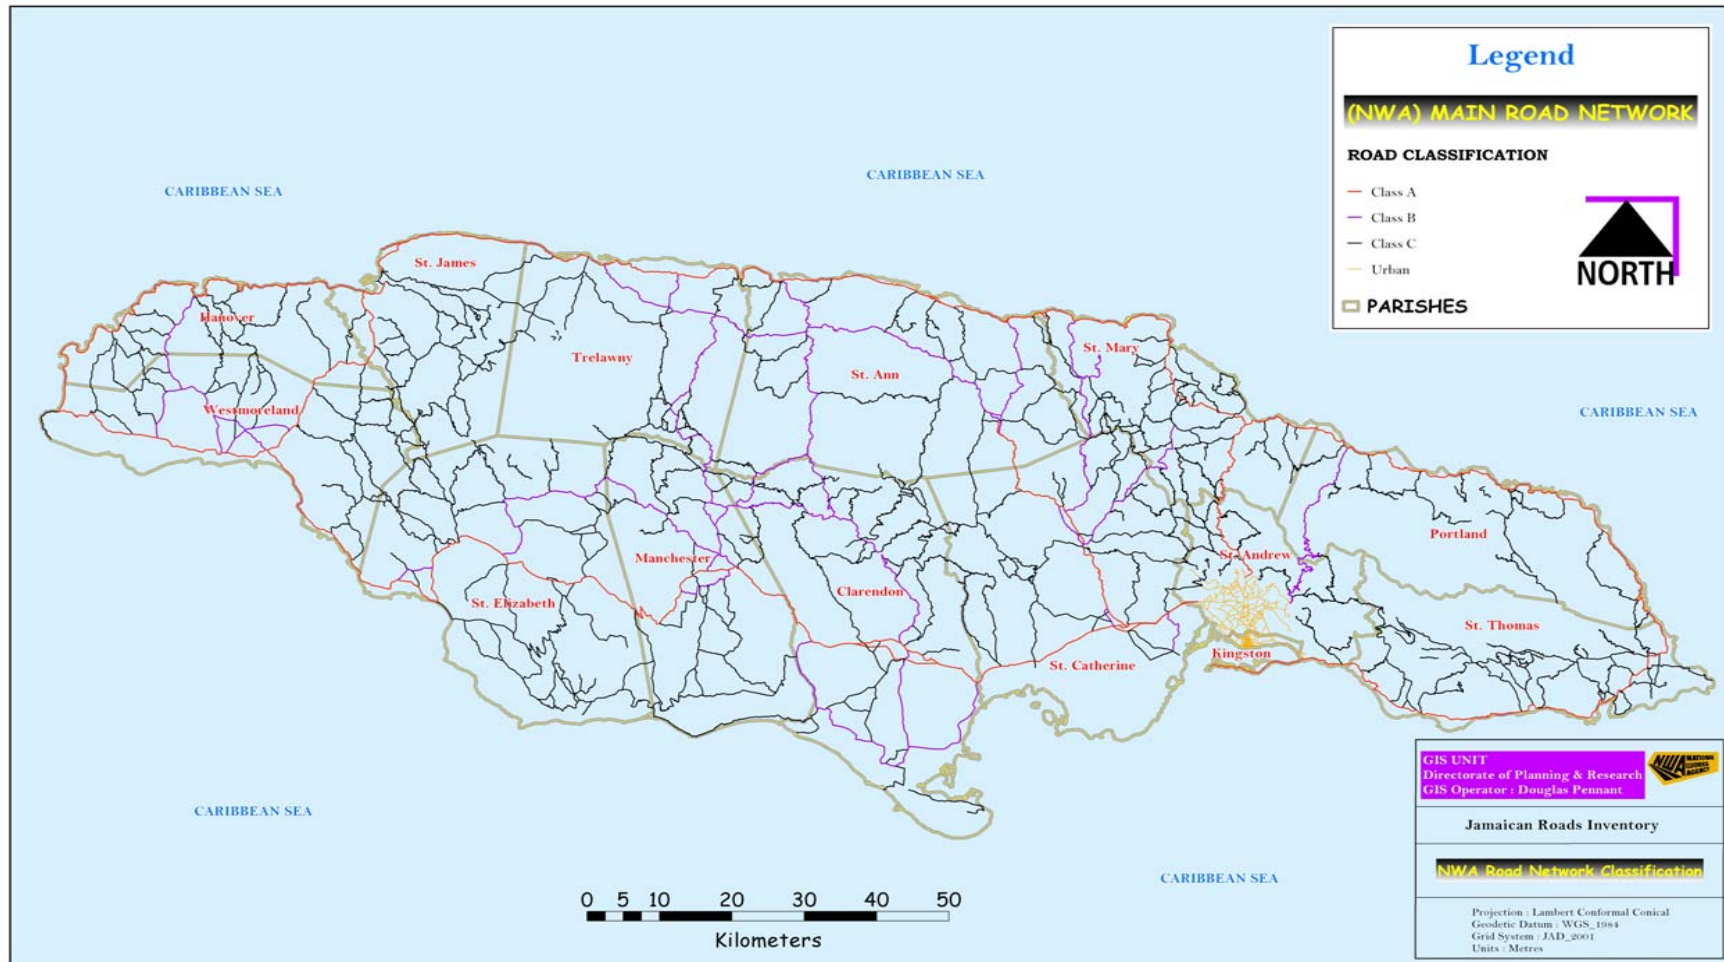 Legend
(NWA) MAIN ROAD NETWORK
ROAD CLASSIFICATION
Class A
Class B
Class C
Urban
PARISHES
NORTH
CARIBBEAN SEA
CARIBBEAN SEA
CARIBBEAN SEA
St. James
Hanover
Trelawny
St. Mary
St. Ann
Westmoreland
Portland
St. Andrew
Manchester
Clarendon
St. Elizabeth
St. Thomas
Kingston
St. Catherine
CARIBBEAN SEA
CARIBBEAN SEA
0 5 10 20 30 40 50
Kilometers
GIS UNIT
Directorate of Planning & Research
GIS Operator : Douglas Pennant
NWA NATIONAL WORKS AGENCY
Jamaican Roads Inventory
NWA Road Network Classification
Projection : Lambert Conformal Conical
Geodetic Datum : WGS_1984
Grid System : JAD_2001
Units : Metres